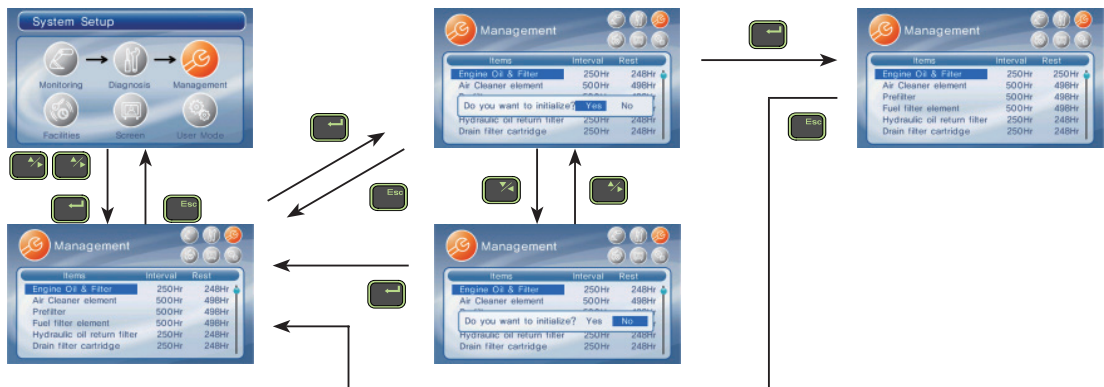 System Setup
Monitoring
Diagnosis
Management
Facilities
Screen
User Mode
Esc
Management
Items Interval Rest
Engine Oil & Filter 250Hr 248Hr
Air Cleaner element 500Hr 498Hr
Do you want to initialize? Yes No
Hydraulic oil return filter 250Hr 248Hr
Drain filter cartridge 250Hr 248Hr
Management
Items Interval Rest
Engine Oil & Filter 250Hr 250Hr
Air Cleaner element 500Hr 498Hr
Prefilter 500Hr 498Hr
Fuel filter element 500Hr 498Hr
Hydraulic oil return filter 250Hr 248Hr
Drain filter cartridge 250Hr 248Hr
Esc
Esc
Management
Items Interval Rest
Engine Oil & Filter 250Hr 248Hr
Air Cleaner element 500Hr 498Hr
Prefilter 500Hr 498Hr
Fuel filter element 500Hr 498Hr
Hydraulic oil return filter 250Hr 248Hr
Drain filter cartridge 250Hr 248Hr
Management
Items Interval Rest
Engine Oil & Filter 250Hr 248Hr
Air Cleaner element 500Hr 498Hr
Do you want to initialize? Yes No
Hydraulic oil return filter 250Hr 248Hr
Drain filter cartridge 250Hr 248Hr